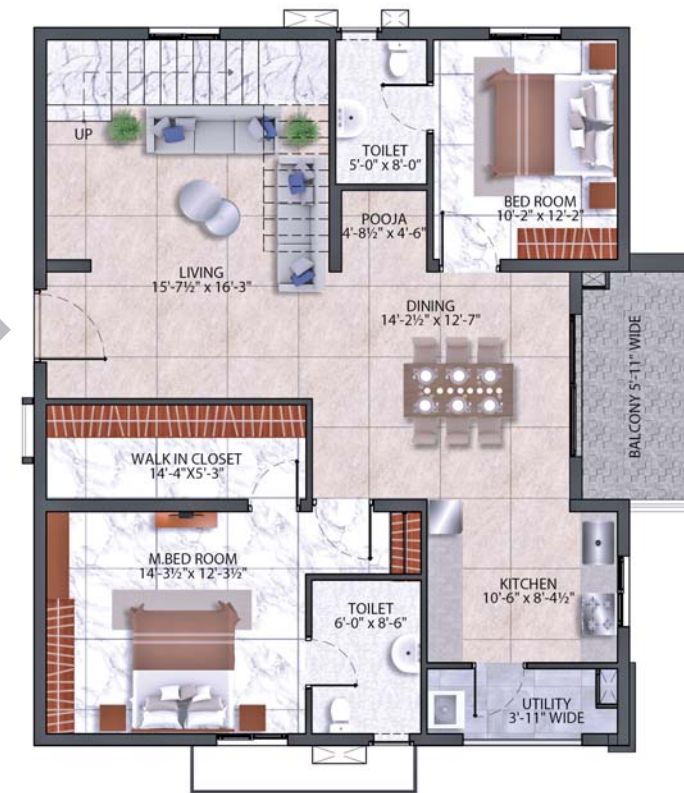 UP
TOILET
5'-0" x 8'-0"
BED ROOM
10'-2" x 12'-2"
POOJA
4'-8½" x 4'-6"
LIVING
15'-7½" x 16'-3"
DINING
14'-2½" x 12'-7"
BALCONY 5'-11" WIDE
WALK IN CLOSET
14'-4"X5'-3"
M.BED ROOM
14'-3½"x 12'-3½"
TOILET
6'-0" x 8'-6"
KITCHEN
10'-6" x 8'-4½"
UTILITY
3'-11" WIDE